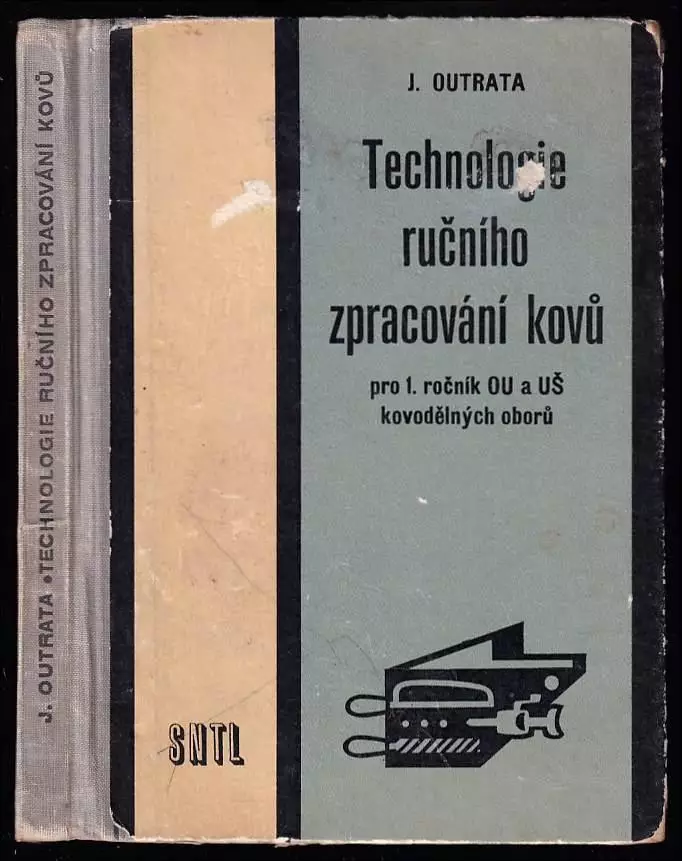 J. OUTRATA • TECHNOLOGIE RUČNÍHO ZPRACOVÁNÍ KOVŮ
J. OUTRATA
Technologie
ručního
zpracování kovů
pro 1. ročník OU a UŠ
kovodělných oborů
SNTL